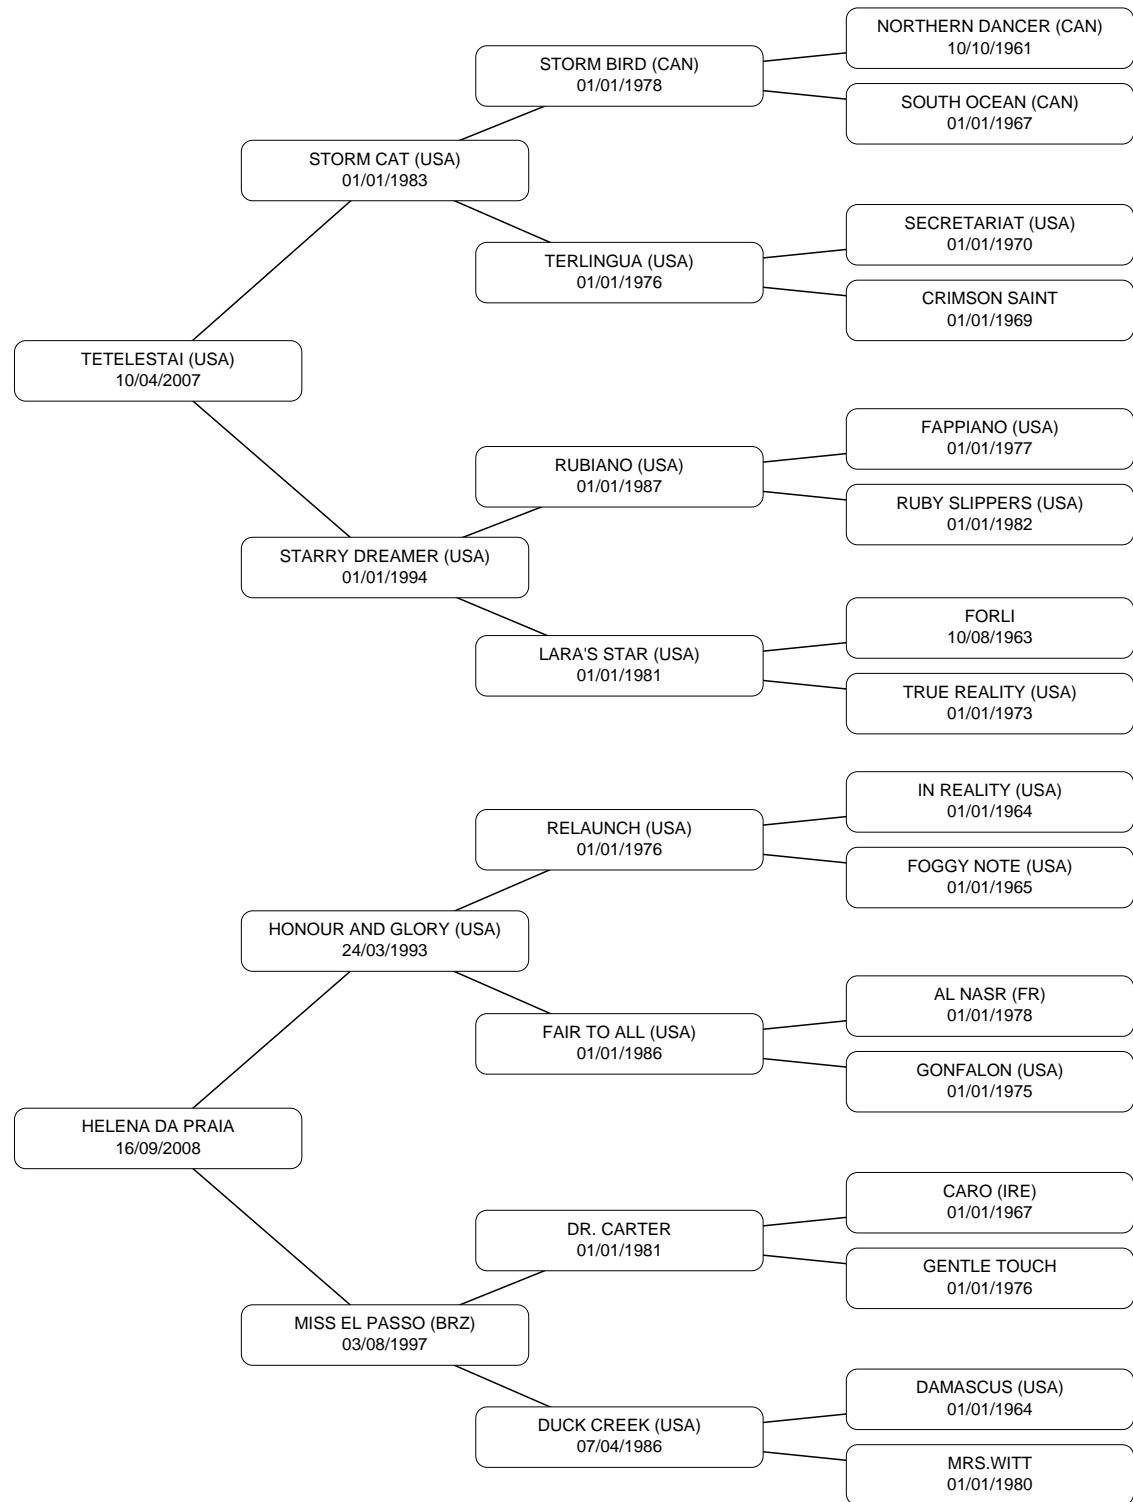 NORTHERN DANCER (CAN)
10/10/1961
STORM BIRD (CAN)
01/01/1978
SOUTH OCEAN (CAN)
01/01/1967
STORM CAT (USA)
01/01/1983
SECRETARIAT (USA)
01/01/1970
TERLINGUA (USA)
01/01/1976
CRIMSON SAINT
01/01/1969
TETELESTAI (USA)
10/04/2007
FAPPIANO (USA)
01/01/1977
RUBIANO (USA)
01/01/1987
RUBY SLIPPERS (USA)
01/01/1982
STARRY DREAMER (USA)
01/01/1994
FORLI
10/08/1963
LARA'S STAR (USA)
01/01/1981
TRUE REALITY (USA)
01/01/1973
IN REALITY (USA)
01/01/1964
RELAUNCH (USA)
01/01/1976
FOGGY NOTE (USA)
01/01/1965
HONOUR AND GLORY (USA)
24/03/1993
AL NASR (FR)
01/01/1978
FAIR TO ALL (USA)
01/01/1986
GONFALON (USA)
01/01/1975
HELENA DA PRAIA
16/09/2008
CARO (IRE)
01/01/1967
DR. CARTER
01/01/1981
GENTLE TOUCH
01/01/1976
MISS EL PASSO (BRZ)
03/08/1997
DAMASCUS (USA)
01/01/1964
DUCK CREEK (USA)
07/04/1986
MRS.WITT
01/01/1980